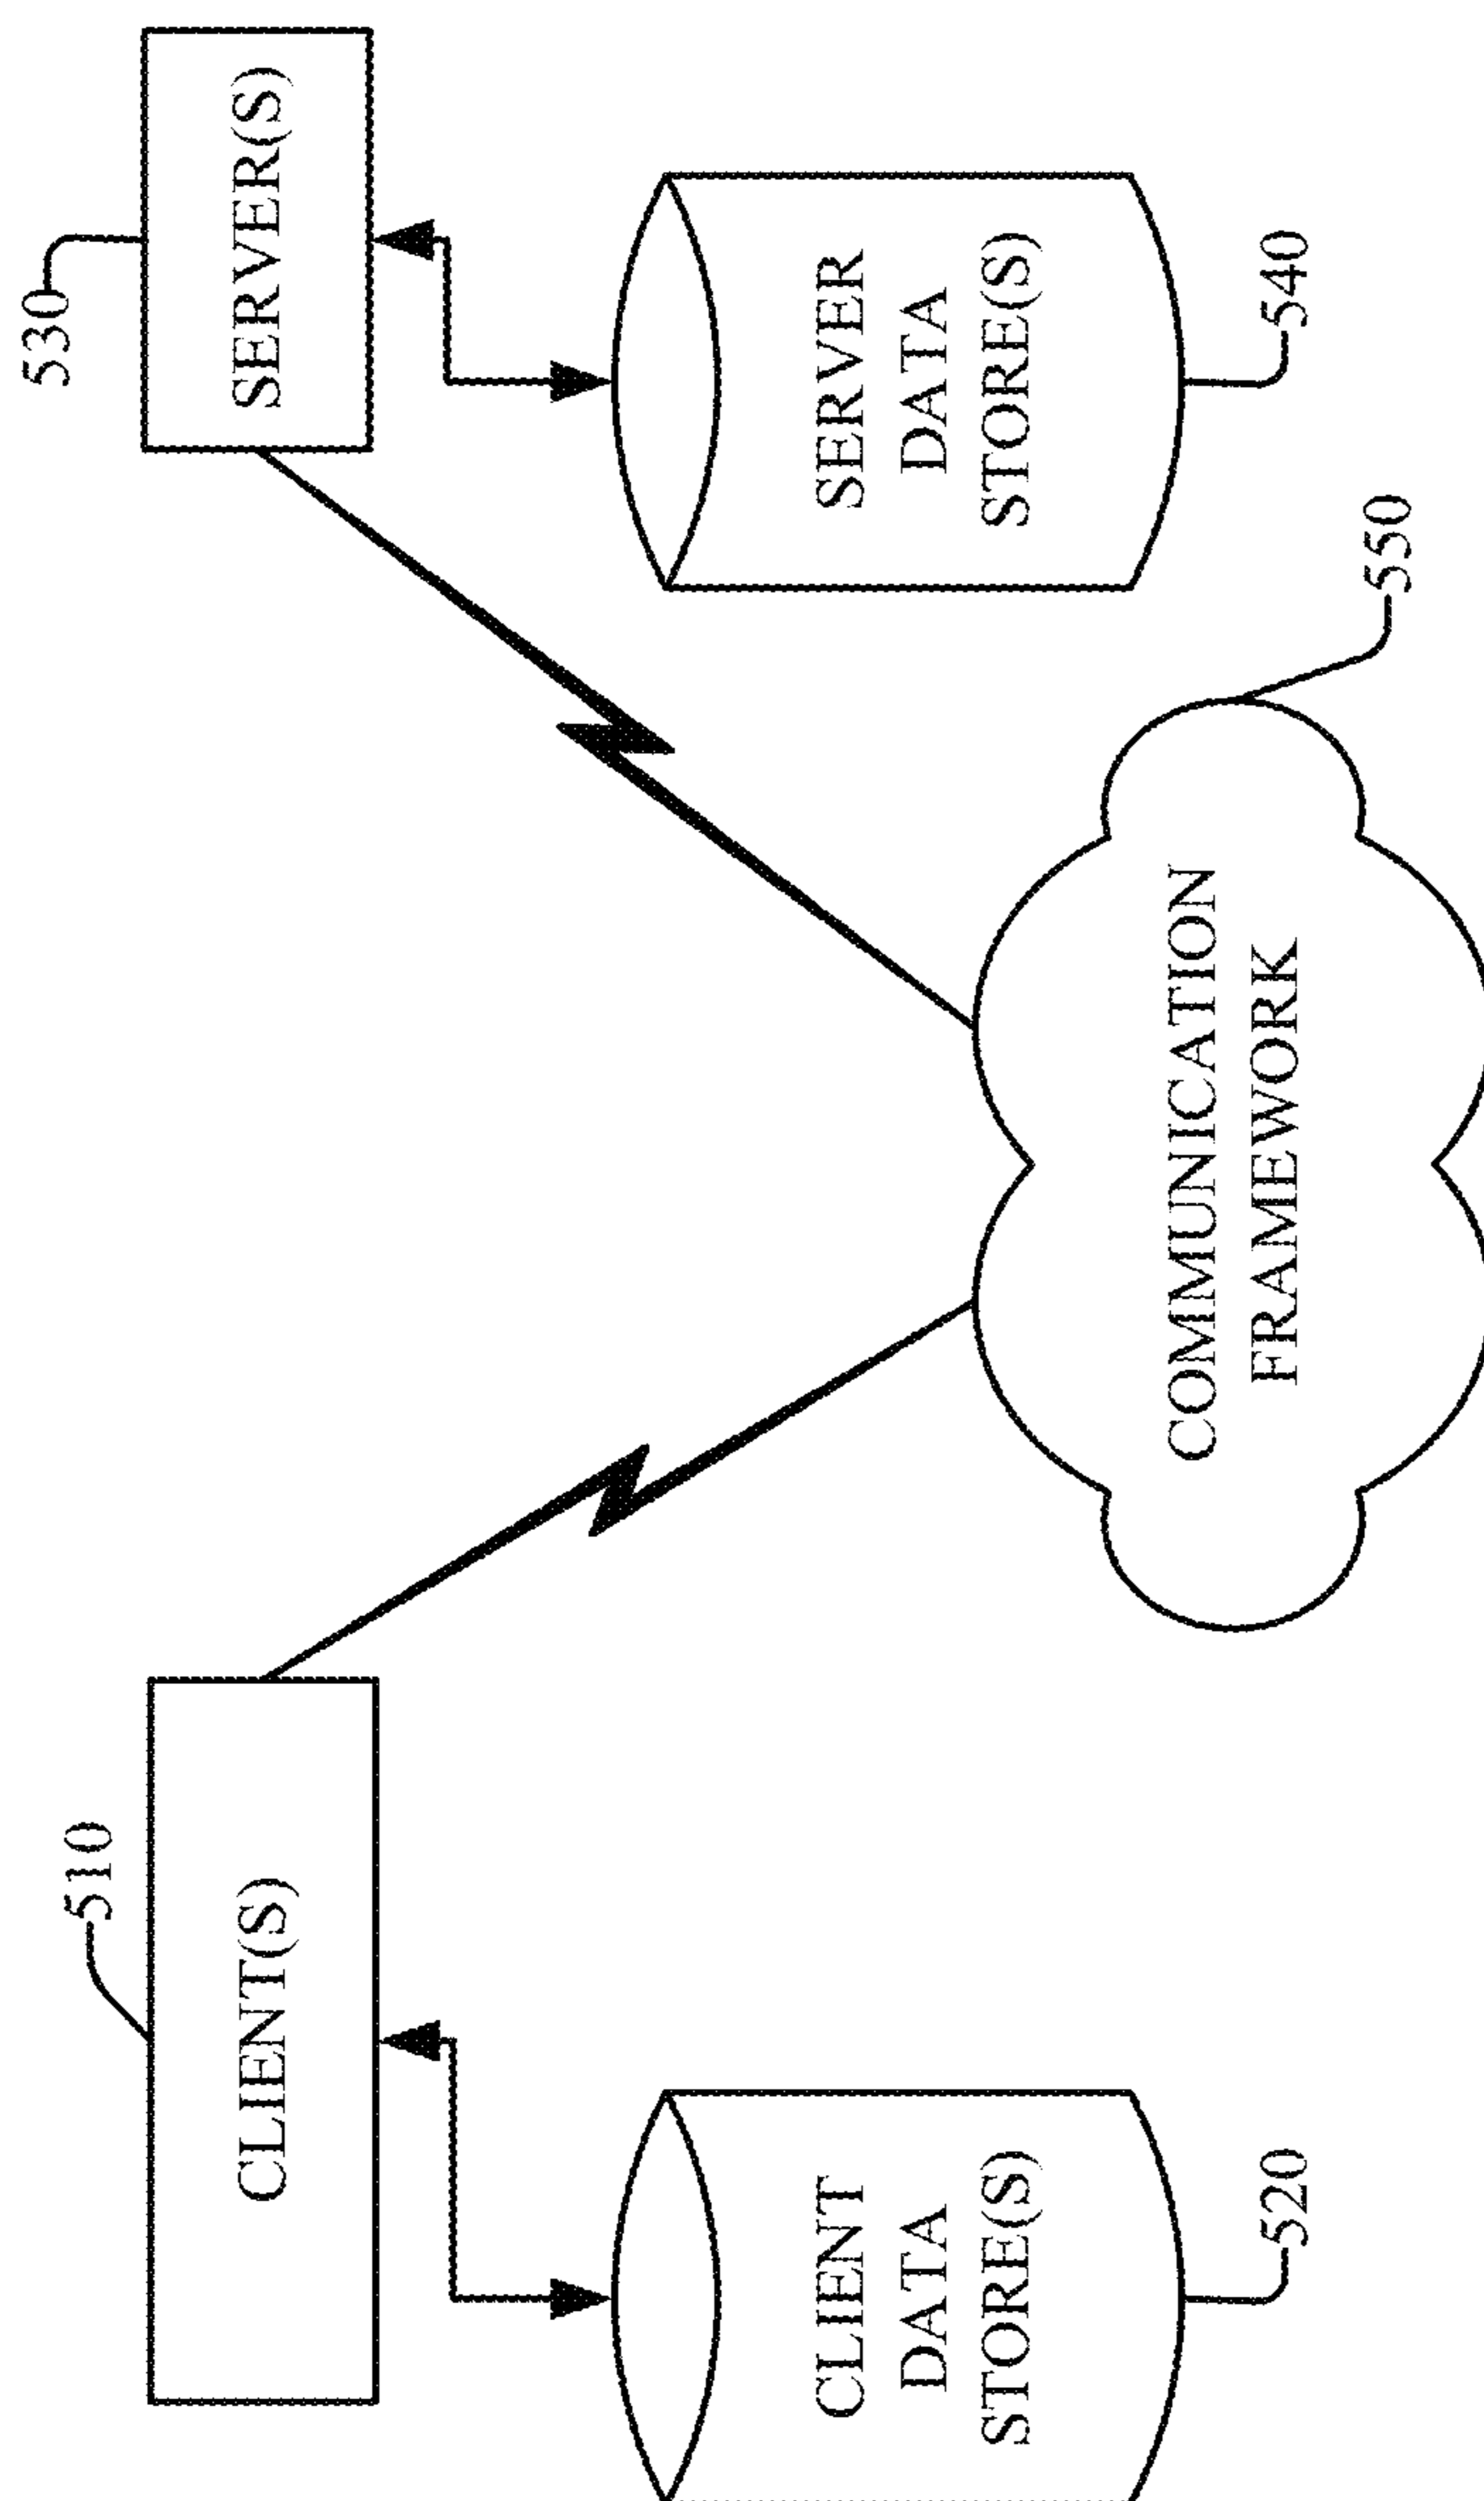 510
CLIENT(S)
530
SERVER(S)
CLIENT
DATA
STORE(S)
520
SERVER
DATA
STORE(S)
540
COMMUNICATION
FRAMEWORK
550